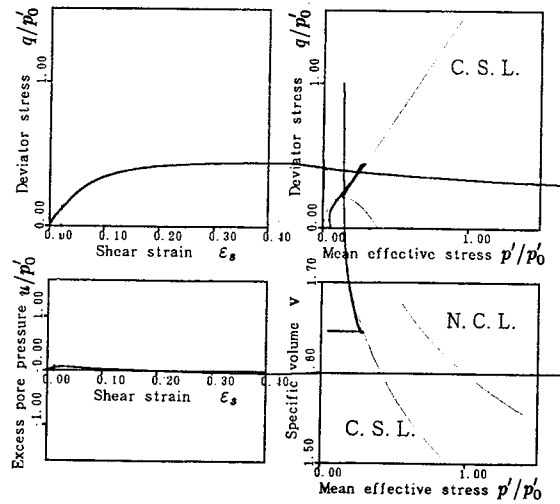 Deviator stress q/p'₀
1.00
0.00
0.00 0.10 0.20 0.30 0.40
Shear strain εₛ
Deviator stress q/p'₀
1.00
0.00
C. S. L.
0.00 1.00
Mean effective stress p'/p'₀
Excess pore pressure u/p'₀
1.00
0.00
-1.00
0.00 0.10 0.20 0.30 0.40
Shear strain εₛ
Specific volume v
1.70
1.60
1.50
N. C. L.
C. S. L.
0.00 1.00
Mean effective stress p'/p'₀